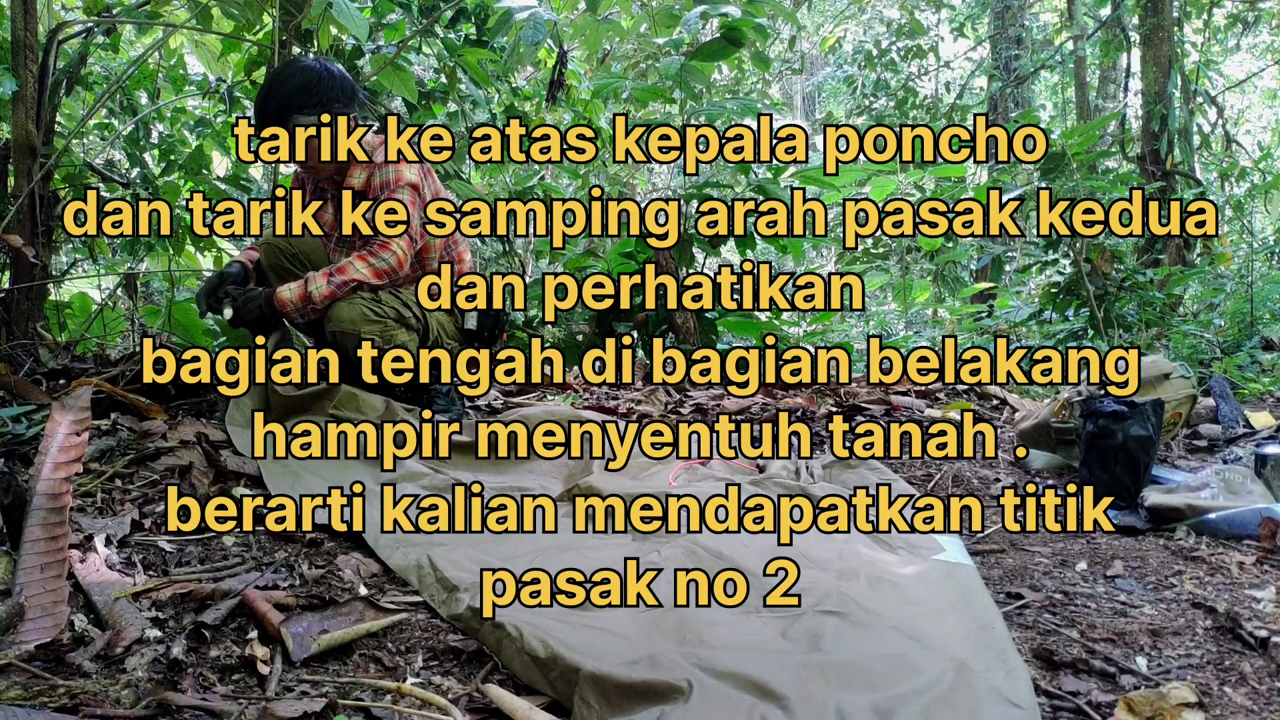 tarik ke atas kepala poncho
dan tarik ke samping arah pasak kedua
dan perhatikan
bagian tengah di bagian belakang
hampir menyentuh tanah .
berarti kalian mendapatkan titik
pasak no 2